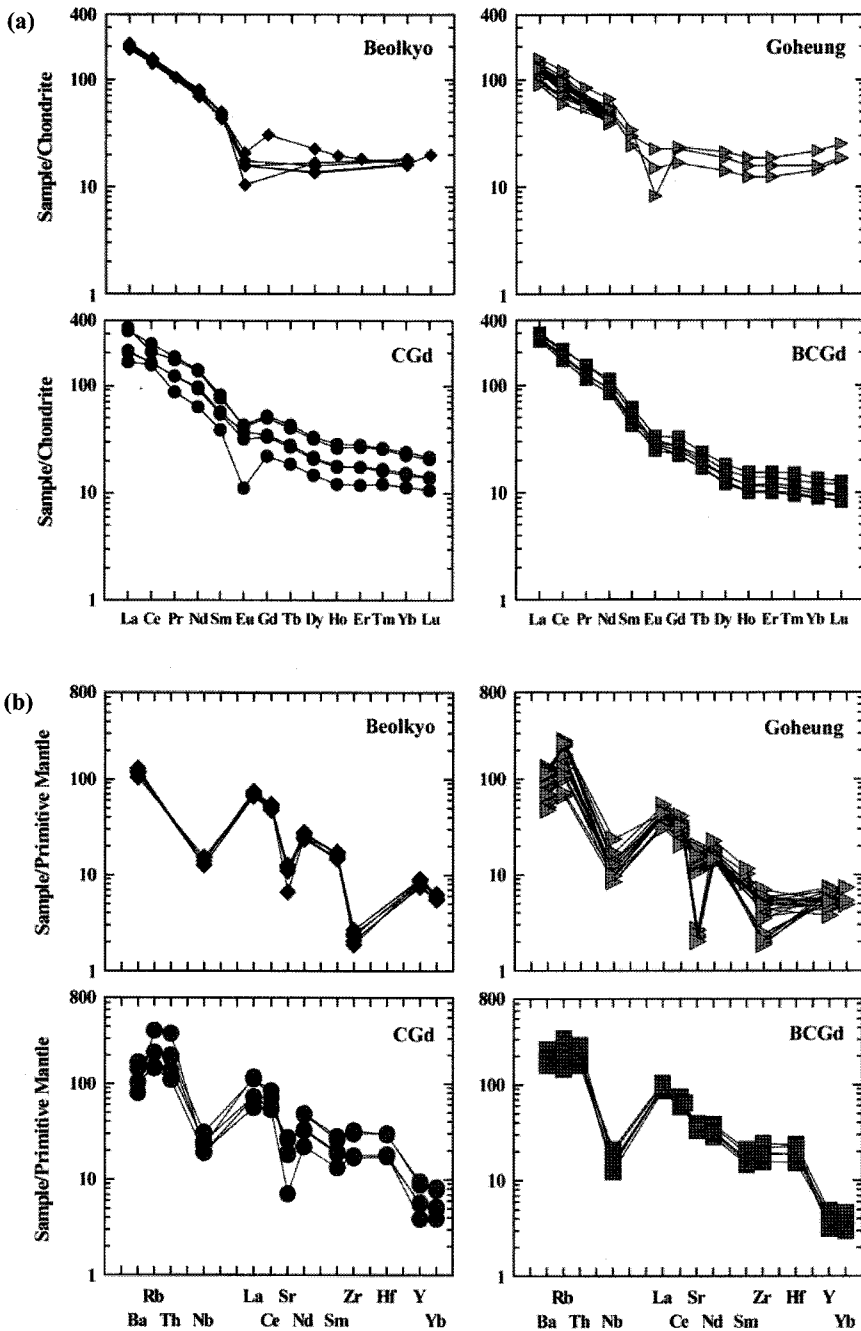 (a)
Beolkyo
Goheung
400
100
10
1
Sample/Chondrite
400
100
10
1
CGd
BCGd
400
100
10
1
Sample/Chondrite
400
100
10
1
La Ce Pr Nd Sm Eu Gd Tb Dy Ho Er Tm Yb Lu
La Ce Pr Nd Sm Eu Gd Tb Dy Ho Er Tm Yb Lu
(b)
Beolkyo
Goheung
800
100
10
1
Sample/Primitive Mantle
800
100
10
1
CGd
BCGd
800
100
10
1
Sample/Primitive Mantle
800
100
10
1
Rb La Sr Zr Hf Y
Ba Th Nb Ce Nd Sm Yb
Rb La Sr Zr Hf Y
Ba Th Nb Ce Nd Sm Yb